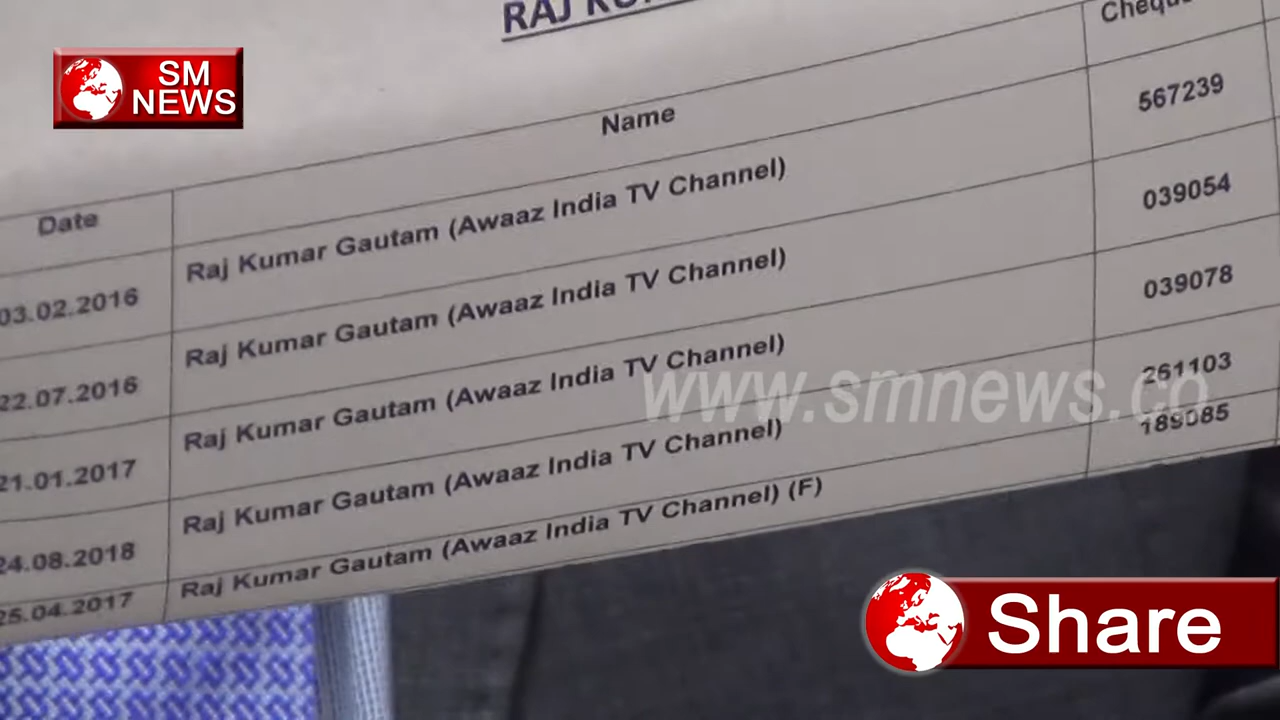 SM
NEWS
RAJ
Date Name Cheque
03.02.2016 Raj Kumar Gautam (Awaaz India TV Channel) 567239
22.07.2016 Raj Kumar Gautam (Awaaz India TV Channel) 039054
21.01.2017 Raj Kumar Gautam (Awaaz India TV Channel) 039078
24.08.2018 Raj Kumar Gautam (Awaaz India TV Channel) 261103
25.04.2017 Raj Kumar Gautam (Awaaz India TV Channel) (F) 189085
www.smnews.co
Share